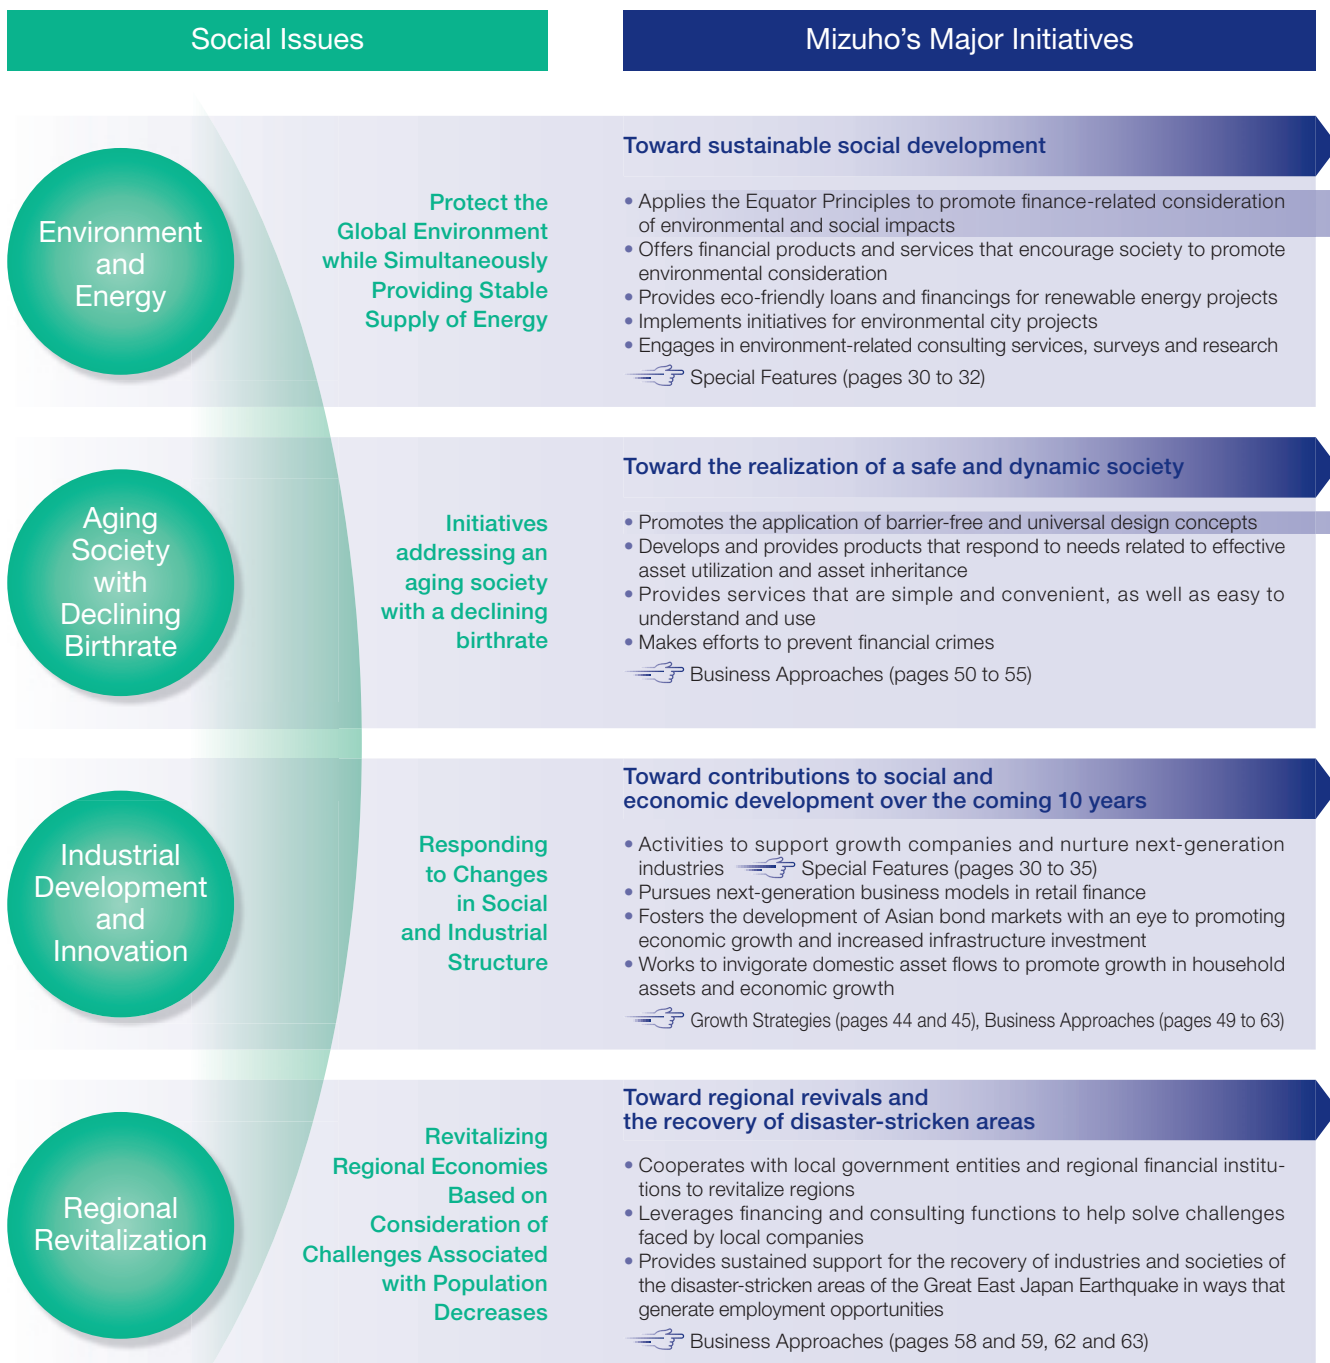 Social Issues
Mizuho's Major Initiatives
Environment
and
Energy
Protect the
Global Environment
while Simultaneously
Providing Stable
Supply of Energy
Toward sustainable social development
• Applies the Equator Principles to promote finance-related consideration
of environmental and social impacts
• Offers financial products and services that encourage society to promote
environmental consideration
• Provides eco-friendly loans and financings for renewable energy projects
• Implements initiatives for environmental city projects
• Engages in environment-related consulting services, surveys and research
Special Features (pages 30 to 32)
Aging
Society
with
Declining
Birthrate
Initiatives
addressing an
aging society
with a declining
birthrate
Toward the realization of a safe and dynamic society
• Promotes the application of barrier-free and universal design concepts
• Develops and provides products that respond to needs related to effective
asset utilization and asset inheritance
• Provides services that are simple and convenient, as well as easy to
understand and use
• Makes efforts to prevent financial crimes
Business Approaches (pages 50 to 55)
Industrial
Development
and
Innovation
Responding
to Changes
in Social
and Industrial
Structure
Toward contributions to social and
economic development over the coming 10 years
• Activities to support growth companies and nurture next-generation
industries Special Features (pages 30 to 35)
• Pursues next-generation business models in retail finance
• Fosters the development of Asian bond markets with an eye to promoting
economic growth and increased infrastructure investment
• Works to invigorate domestic asset flows to promote growth in household
assets and economic growth
Growth Strategies (pages 44 and 45), Business Approaches (pages 49 to 63)
Regional
Revitalization
Revitalizing
Regional Economies
Based on
Consideration of
Challenges Associated
with Population
Decreases
Toward regional revivals and
the recovery of disaster-stricken areas
• Cooperates with local government entities and regional financial institu-
tions to revitalize regions
• Leverages financing and consulting functions to help solve challenges
faced by local companies
• Provides sustained support for the recovery of industries and societies of
the disaster-stricken areas of the Great East Japan Earthquake in ways that
generate employment opportunities
Business Approaches (pages 58 and 59, 62 and 63)